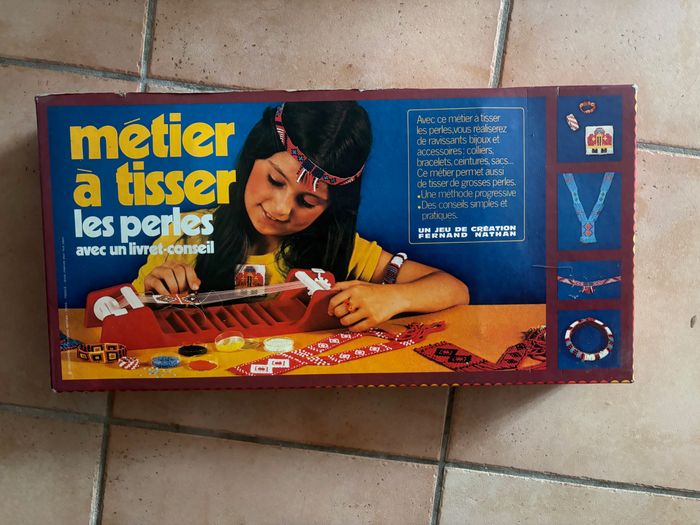 métier
à tisser
les perles
avec un livret-conseil
Avec ce métier à tisser
les perles,vous réaliserez
de ravissants bijoux et
accessoires: colliers,
bracelets, ceintures, sacs...
Ce métier permet aussi
de tisser de grosses perles.
• Une méthode progressive
• Des conseils simples et
pratiques.
UN JEU DE CRÉATION
FERNAND NATHAN